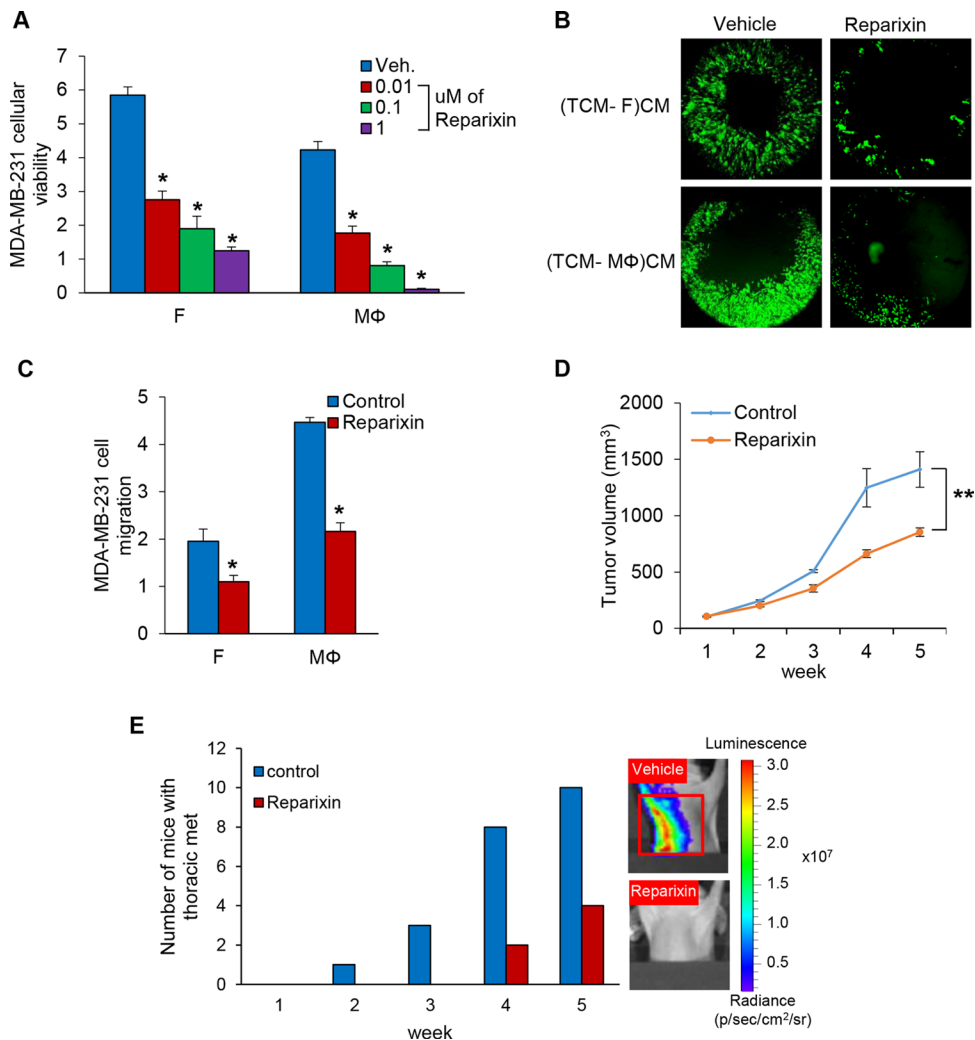 A
MDA-MB-231 cellular
viability
7
6
5
4
3
2
1
0
Veh.
0.01
0.1
1
uM of
Reparixin
*
*
*
*
*
*
F
MΦ
B
Vehicle
Reparixin
(TCM- F)CM
(TCM- MΦ)CM
C
MDA-MB-231 cell
migration
5
4
3
2
1
0
Control
Reparixin
*
*
F
MΦ
D
Tumor volume (mm³)
2000
1500
1000
500
0
Control
Reparixin
**
1
2
3
4
5
week
E
Number of mice with
thoracic met
12
10
8
6
4
2
0
control
Reparixin
1
2
3
4
5
week
Vehicle
Reparixin
Luminescence
3.0
2.5
2.0
1.5
1.0
0.5
x10⁷
Radiance
(p/sec/cm²/sr)